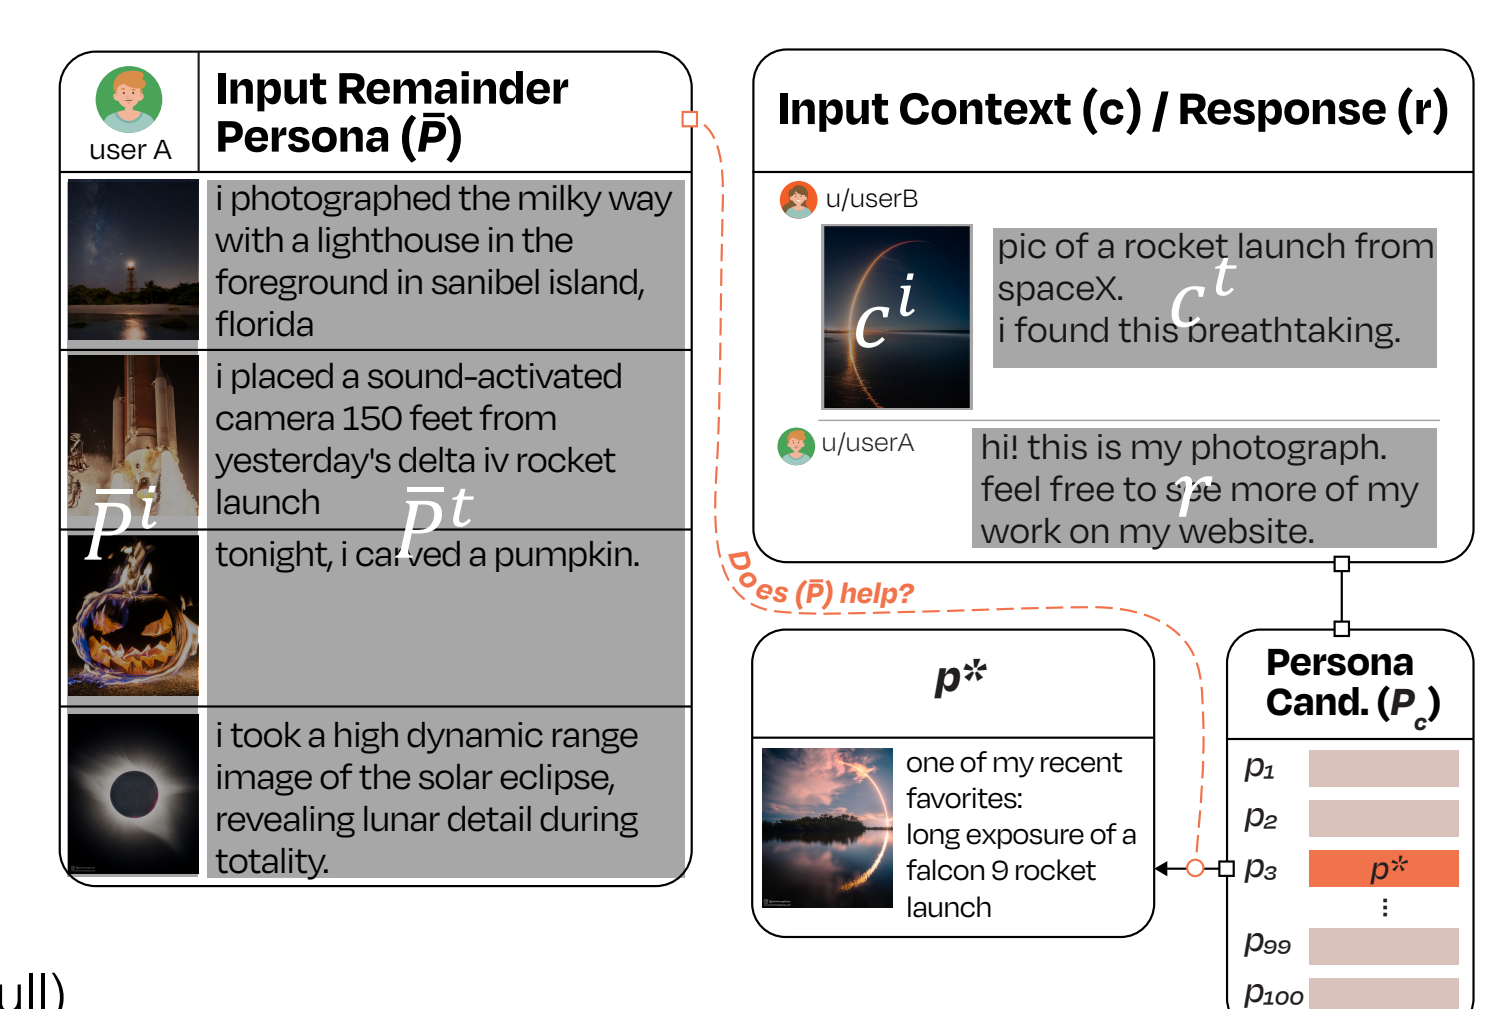 user A
Input Remainder
Persona (P̄)
i photographed the milky way
with a lighthouse in the
foreground in sanibel island,
florida
i placed a sound-activated
camera 150 feet from
yesterday's delta iv rocket
launch
P̄ⁱ
P̄ᵗ
tonight, i carved a pumpkin.
i took a high dynamic range
image of the solar eclipse,
revealing lunar detail during
totality.
Input Context (c) / Response (r)
u/userB
cⁱ
pic of a rocket launch from
spaceX.
i found this breathtaking.
cᵗ
u/userA
hi! this is my photograph.
feel free to see more of my
work on my website.
r
Does (P̄) help?
p*
one of my recent
favorites:
long exposure of a
falcon 9 rocket
launch
Persona
Cand. (P_c)
p₁
p₂
p₃ p*
⋮
p₉₉
p₁₀₀
ull)